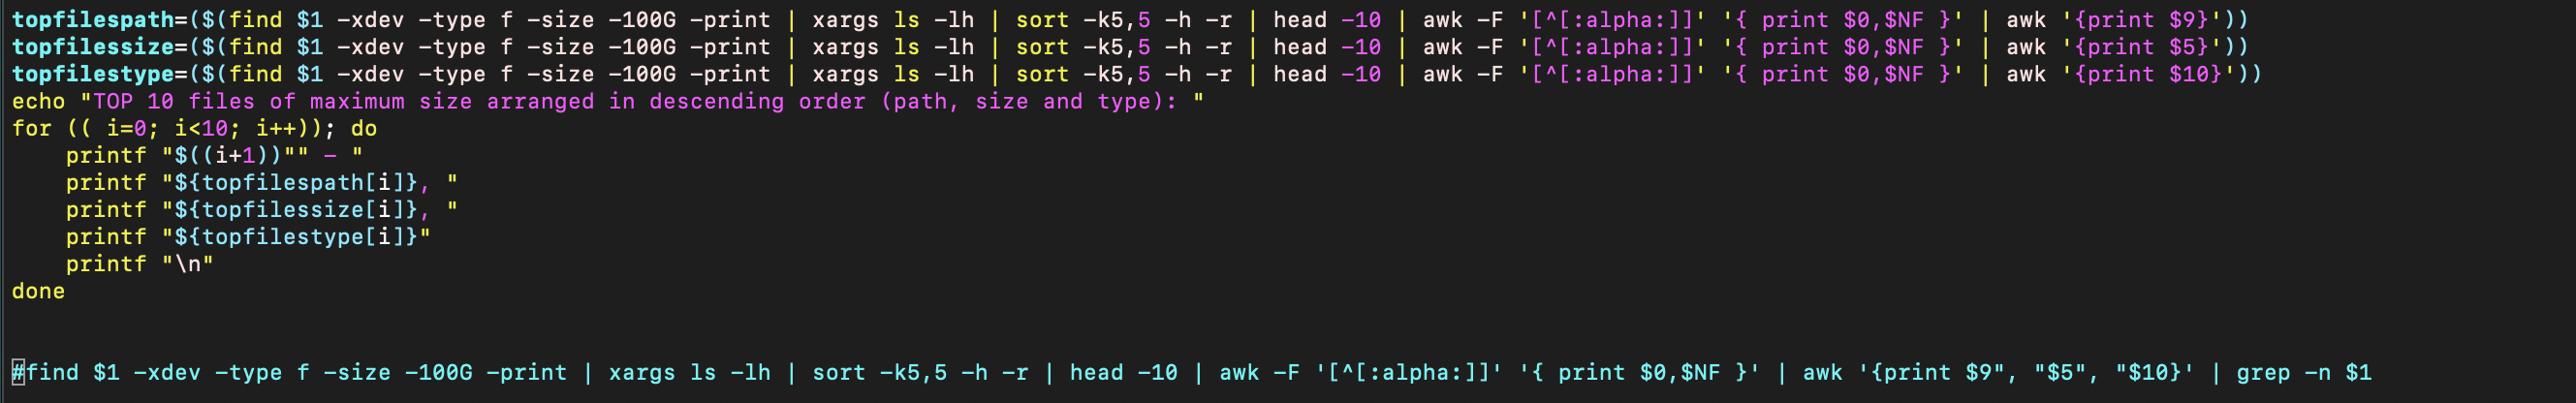 topfilespath=($(find $1 -xdev -type f -size -100G -print | xargs ls -lh | sort -k5,5 -h -r | head -10 | awk -F '[^[:alpha:]]' '{ print $0,$NF }' | awk '{print $9}'))
topfilessize=($(find $1 -xdev -type f -size -100G -print | xargs ls -lh | sort -k5,5 -h -r | head -10 | awk -F '[^[:alpha:]]' '{ print $0,$NF }' | awk '{print $5}'))
topfilestype=($(find $1 -xdev -type f -size -100G -print | xargs ls -lh | sort -k5,5 -h -r | head -10 | awk -F '[^[:alpha:]]' '{ print $0,$NF }' | awk '{print $10}'))
echo "TOP 10 files of maximum size arranged in descending order (path, size and type): "
for (( i=0; i<10; i++)); do
    printf "$((i+1))"" - "
    printf "${topfilespath[i]}, "
    printf "${topfilessize[i]}, "
    printf "${topfilestype[i]}"
    printf "\n"
done
#find $1 -xdev -type f -size -100G -print | xargs ls -lh | sort -k5,5 -h -r | head -10 | awk -F '[^[:alpha:]]' '{ print $0,$NF }' | awk '{print $9", "$5", "$10}' | grep -n $1